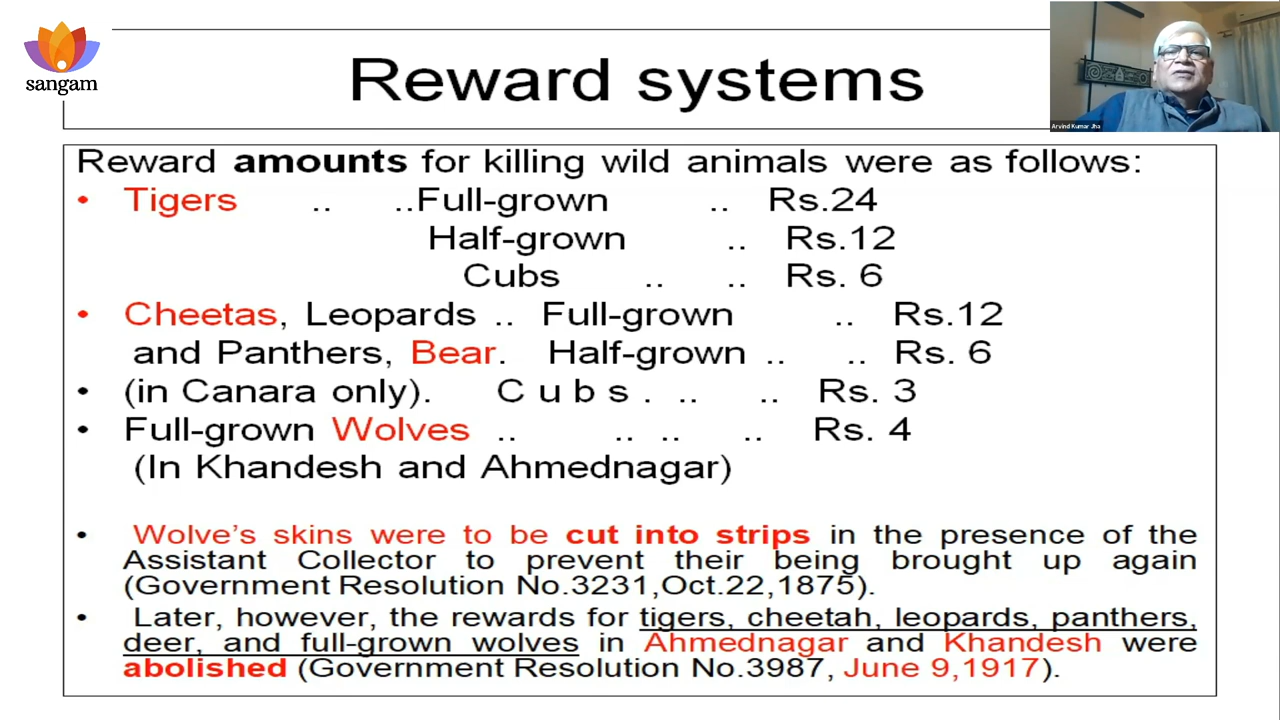 sangam
Reward systems
Arvind Kumar Jha
Reward amounts for killing wild animals were as follows:
• Tigers .. ..Full-grown .. Rs.24
Half-grown .. Rs.12
Cubs .. .. Rs. 6
• Cheetas, Leopards .. Full-grown .. Rs.12
and Panthers, Bear. Half-grown .. .. Rs. 6
• (in Canara only). C u b s . .. .. Rs. 3
• Full-grown Wolves .. .. .. .. Rs. 4
(In Khandesh and Ahmednagar)
• Wolve's skins were to be cut into strips in the presence of the
Assistant Collector to prevent their being brought up again
(Government Resolution No.3231,Oct.22,1875).
• Later, however, the rewards for tigers, cheetah, leopards, panthers,
deer, and full-grown wolves in Ahmednagar and Khandesh were
abolished (Government Resolution No.3987, June 9,1917).